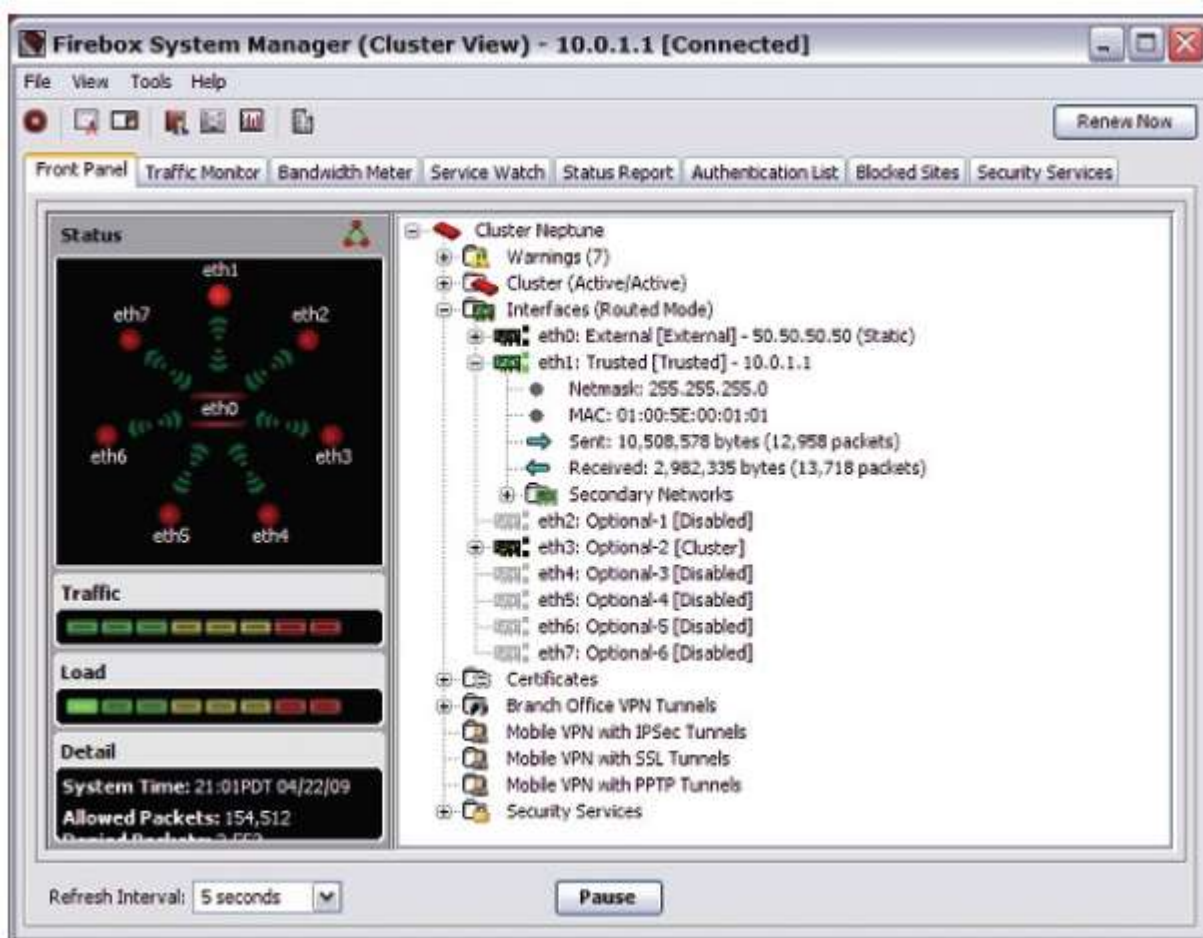 Firebox System Manager (Cluster View) - 10.0.1.1 [Connected]
File View Tools Help
Renew Now
Front Panel Traffic Monitor Bandwidth Meter Service Watch Status Report Authentication List Blocked Sites Security Services
Status
eth1
eth7
eth2
eth0
eth6
eth3
eth5
eth4
Traffic
Load
Detail
System Time: 21:01PDT 04/22/09
Allowed Packets: 154,512
Denied Packets: 2,553
Cluster Neptune
Warnings (7)
Cluster (Active/Active)
Interfaces (Routed Mode)
eth0: External [External] - 50.50.50.50 (Static)
eth1: Trusted [Trusted] - 10.0.1.1
Netmask: 255.255.255.0
MAC: 01:00:5E:00:01:01
Sent: 10,508,578 bytes (12,958 packets)
Received: 2,982,335 bytes (13,718 packets)
Secondary Networks
eth2: Optional-1 [Disabled]
eth3: Optional-2 [Cluster]
eth4: Optional-3 [Disabled]
eth5: Optional-4 [Disabled]
eth6: Optional-5 [Disabled]
eth7: Optional-6 [Disabled]
Certificates
Branch Office VPN Tunnels
Mobile VPN with IPSec Tunnels
Mobile VPN with SSL Tunnels
Mobile VPN with PPTP Tunnels
Security Services
Refresh Interval: 5 seconds
Pause